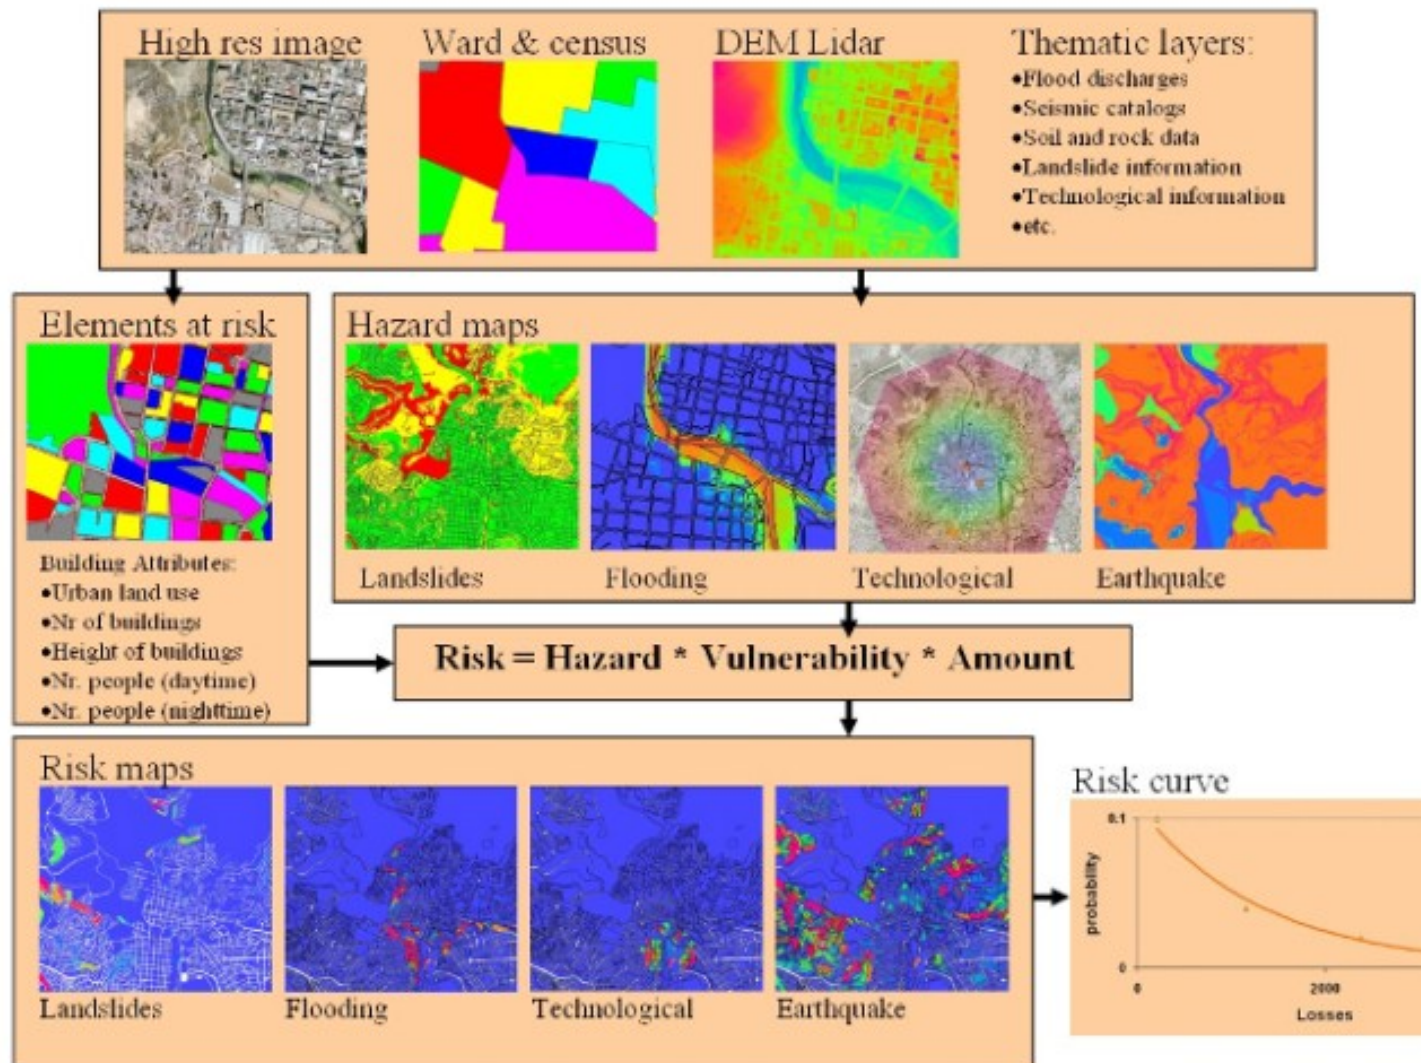 High res image
Ward & census
DEM Lidar
Thematic layers:
•Flood discharges
•Seismic catalogs
•Soil and rock data
•Landslide information
•Technological information
•etc.
Elements at risk
Building Attributes:
•Urban land use
•Nr of buildings
•Height of buildings
•Nr. people (daytime)
•Nr. people (nighttime)
Hazard maps
Landslides
Flooding
Technological
Earthquake
Risk = Hazard * Vulnerability * Amount
Risk maps
Landslides
Flooding
Technological
Earthquake
Risk curve
0.1
probability
0
0
2000
Losses